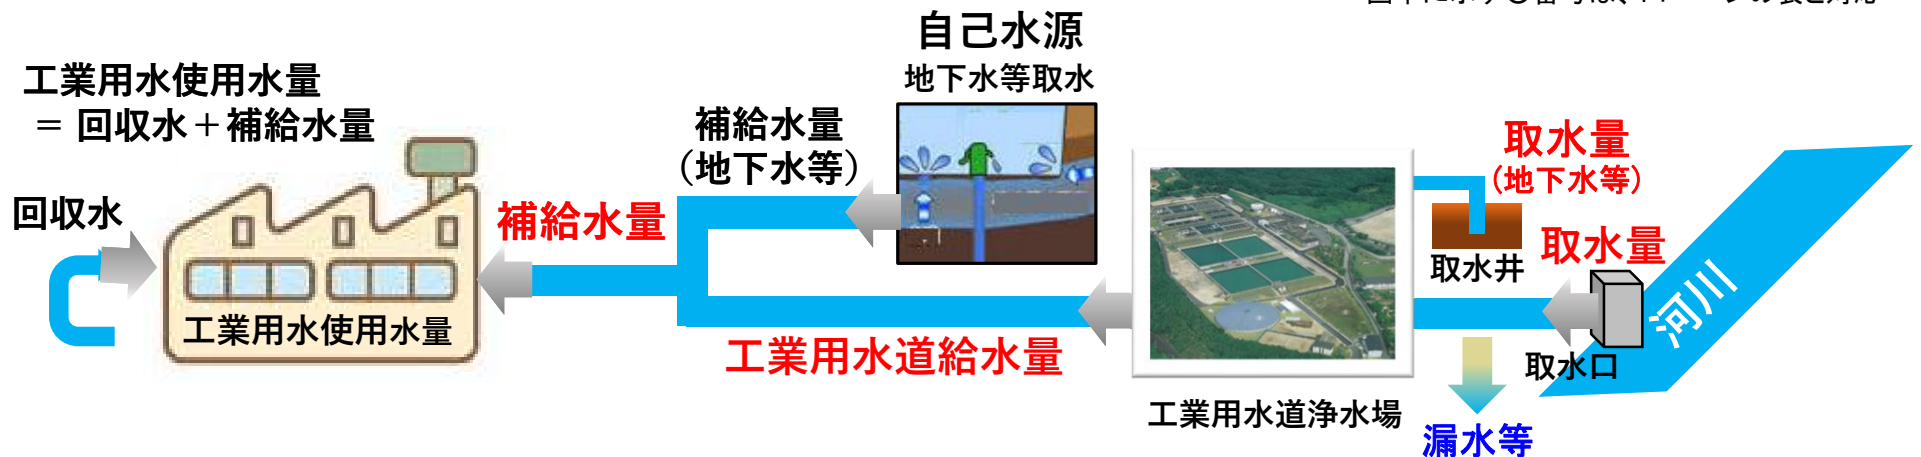 自己水源
地下水等取水
工業用水使用水量
＝ 回収水＋補給水量
補給水量
（地下水等）
取水量
（地下水等）
回収水
補給水量
取水井
取水量
河川
工業用水使用水量
工業用水道給水量
取水口
工業用水道浄水場
漏水等